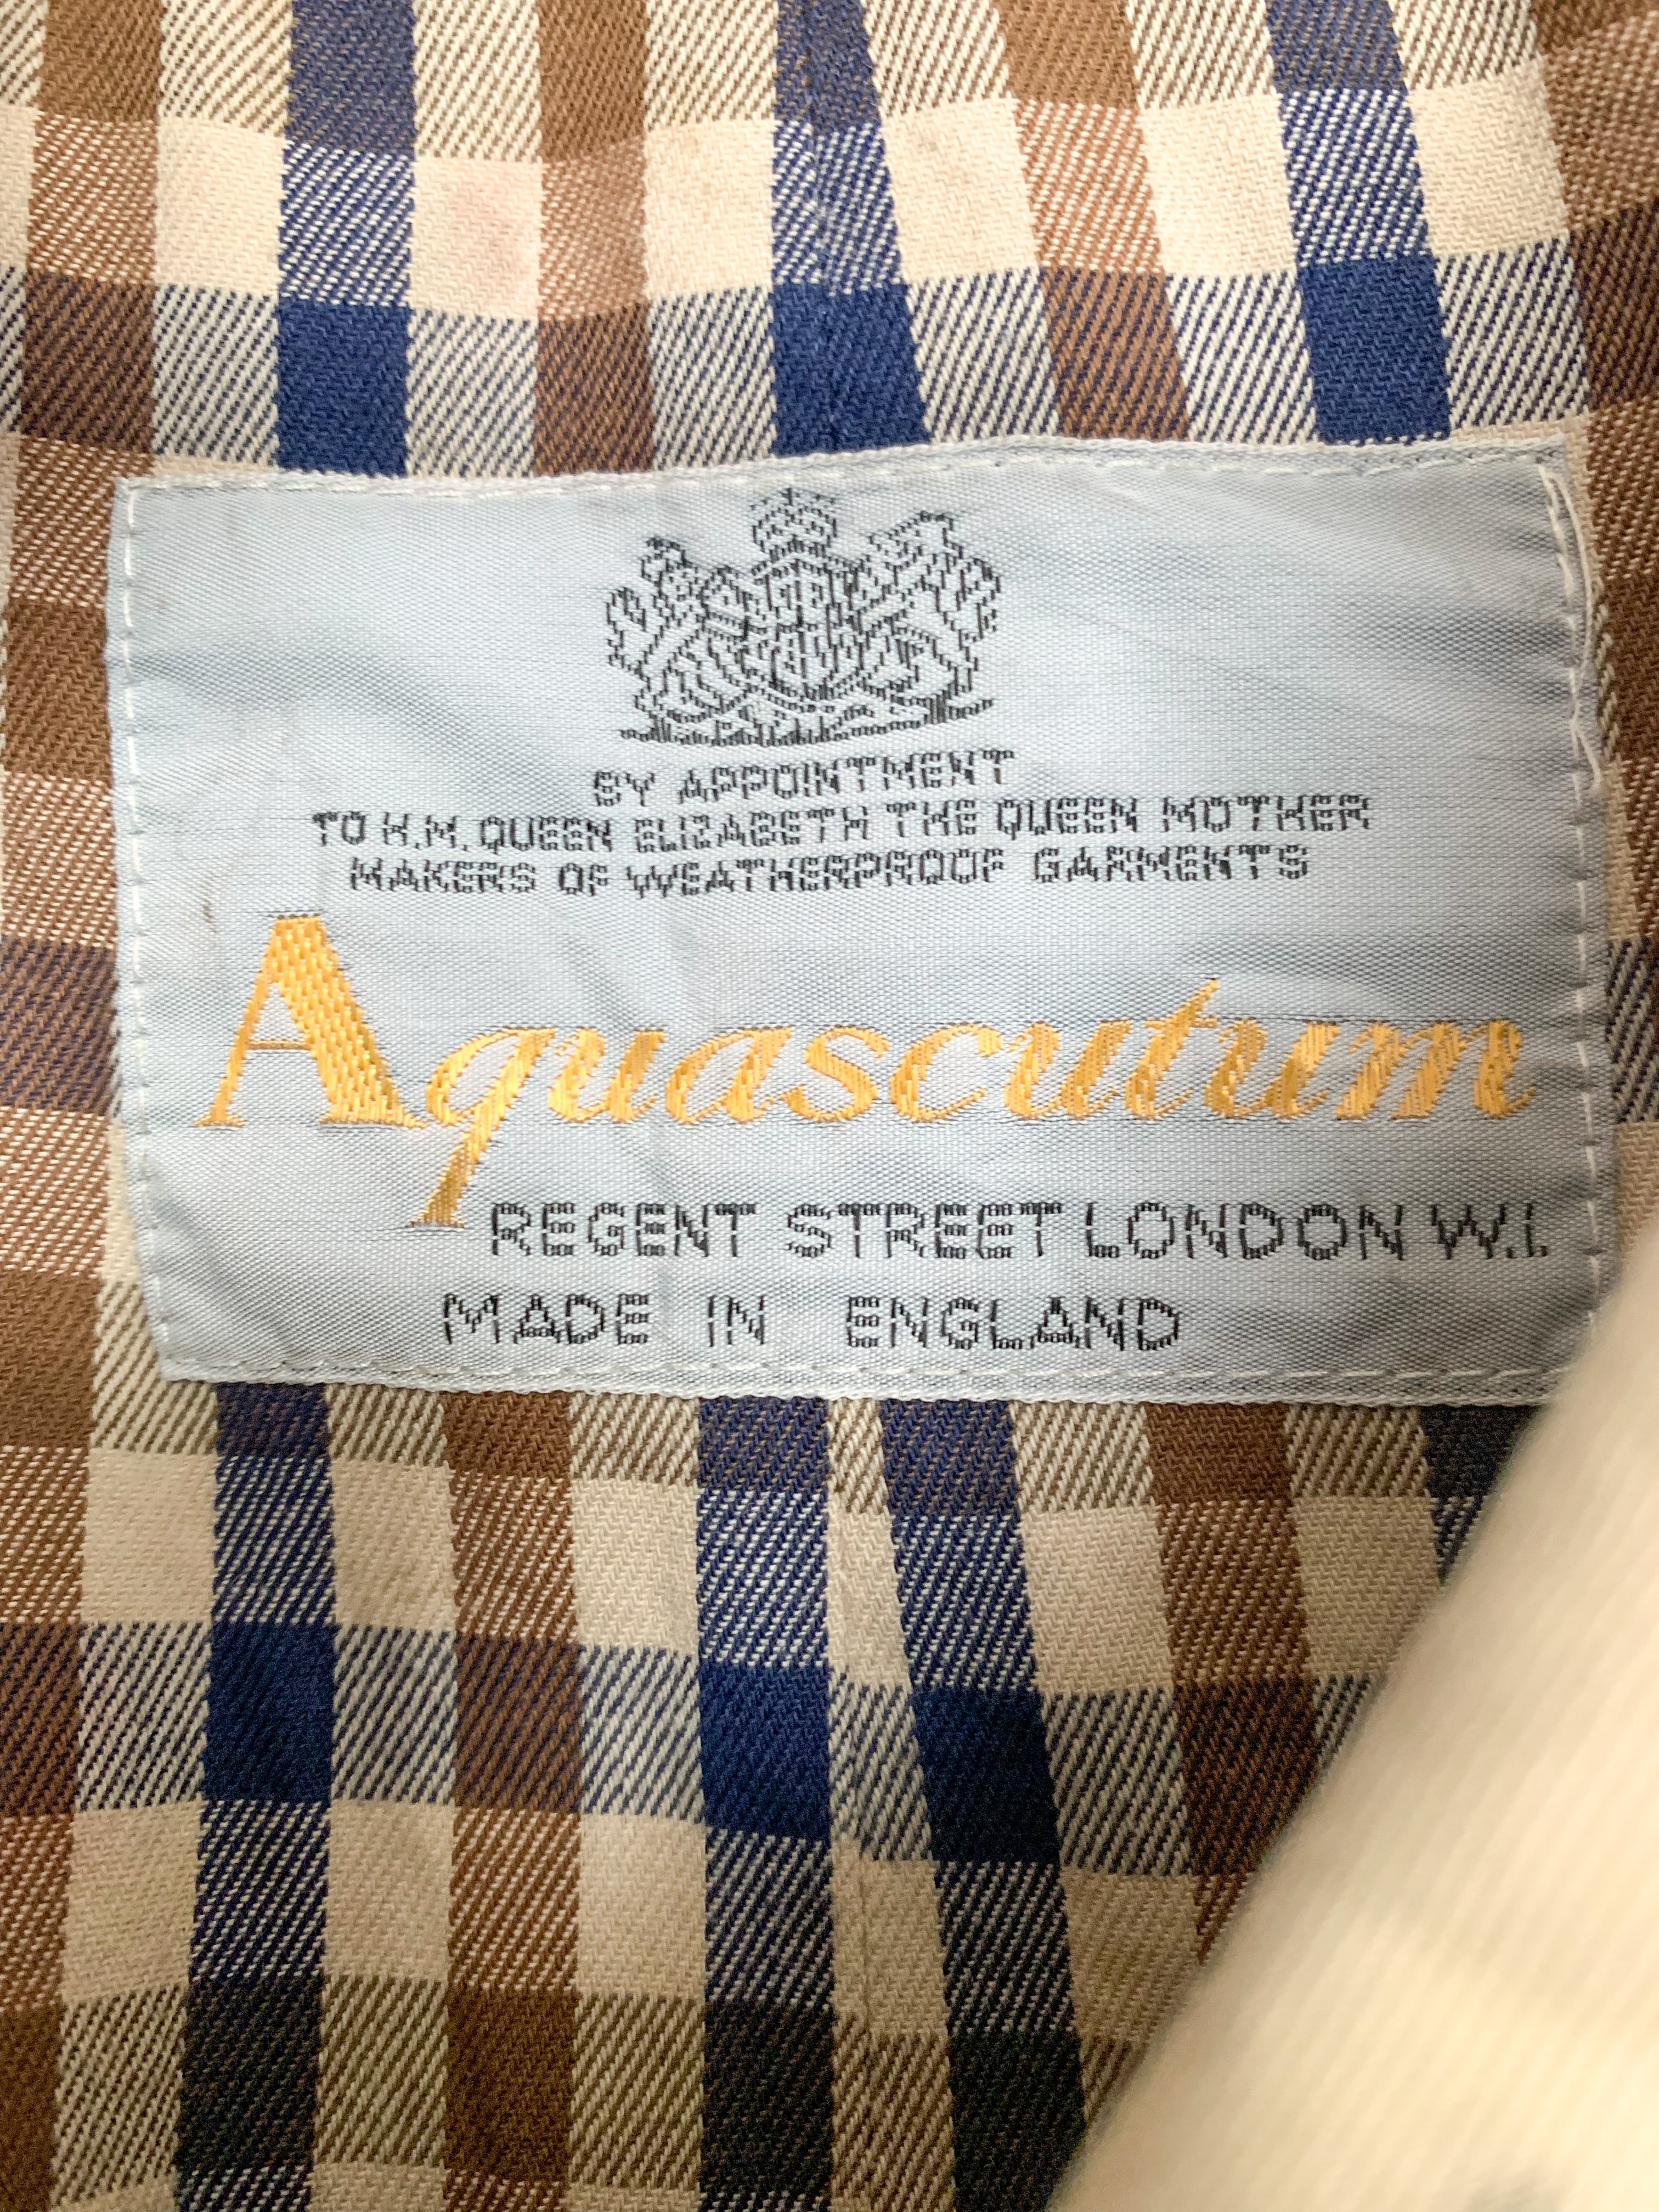 BY APPOINTMENT
TO H.M. QUEEN ELIZABETH THE QUEEN MOTHER
MAKERS OF WEATHERPROOF GARMENTS
Aquascutum
REGENT STREET LONDON W.1.
MADE IN ENGLAND